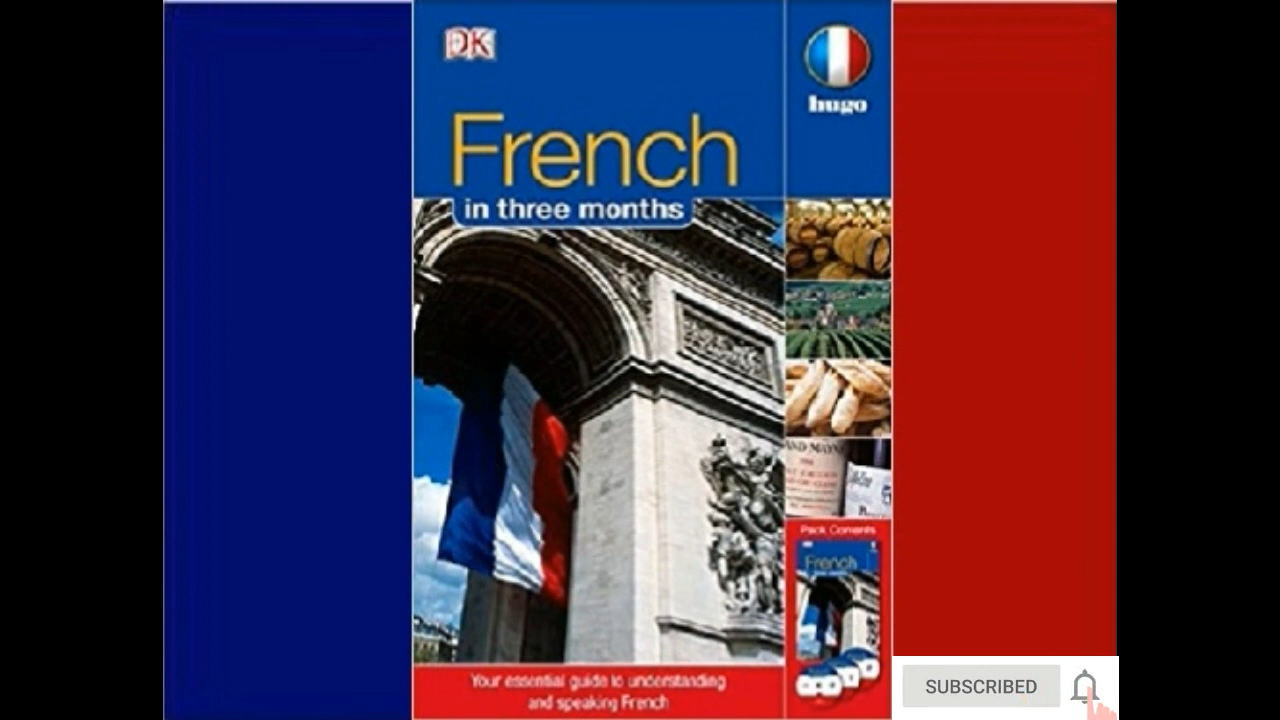 DK
hugo
French
in three months
Pack Contents
French
Your essential guide to understanding
and speaking French
SUBSCRIBED